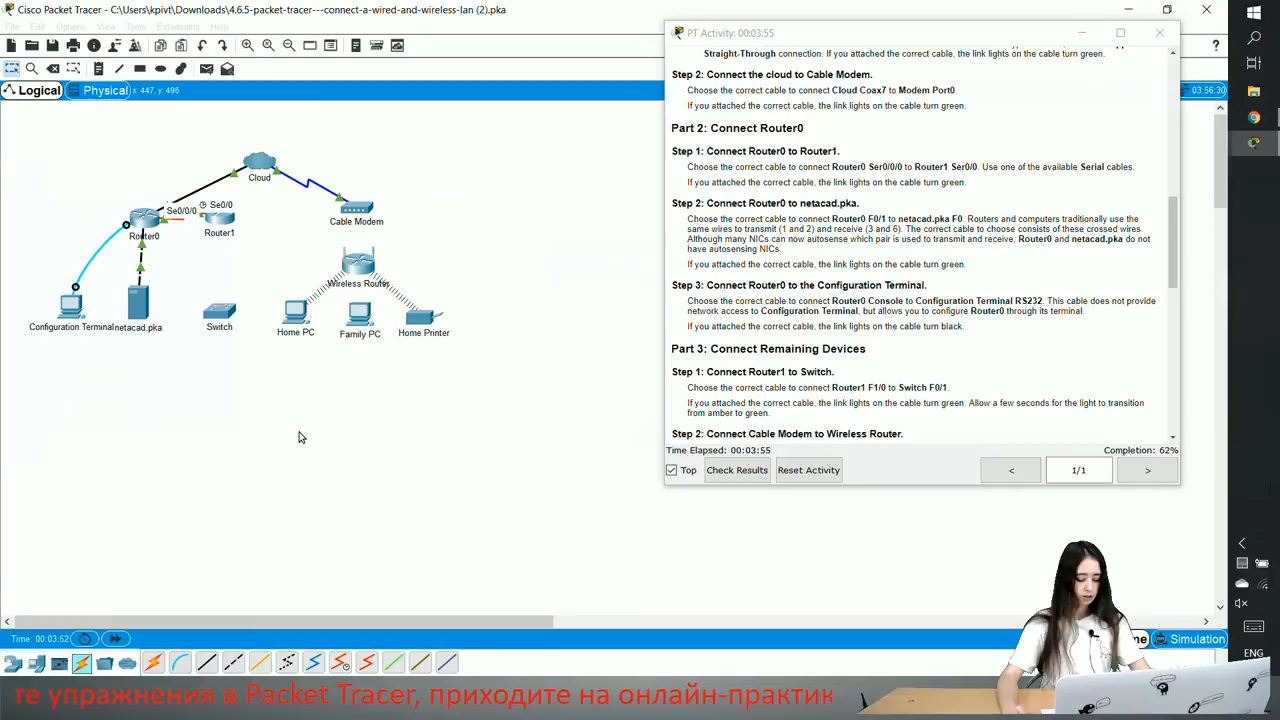 Cisco Packet Tracer - C:\Users\kpivt\Downloads\4.6.5-packet-tracer---connect-a-wired-and-wireless-lan (2).pka
File Edit Options View Tools Extensions Help
Logical Physical x: 447, y: 496
03:56:30
PT Activity: 00:03:55
Straight-Through connection. If you attached the correct cable, the link lights on the cable turn green.
Step 2: Connect the cloud to Cable Modem.
Choose the correct cable to connect Cloud Coax7 to Modem Port0.
If you attached the correct cable, the link lights on the cable turn green.
Part 2: Connect Router0
Step 1: Connect Router0 to Router1.
Choose the correct cable to connect Router0 Ser0/0/0 to Router1 Ser0/0. Use one of the available Serial cables.
If you attached the correct cable, the link lights on the cable turn green.
Step 2: Connect Router0 to netacad.pka.
Choose the correct cable to connect Router0 F0/1 to netacad.pka F0. Routers and computers traditionally use the
same wires to transmit (1 and 2) and receive (3 and 6). The correct cable to choose consists of these crossed wires.
Although many NICs can now autosense which pair is used to transmit and receive, Router0 and netacad.pka do not
have autosensing NICs.
If you attached the correct cable, the link lights on the cable turn green.
Step 3: Connect Router0 to the Configuration Terminal.
Choose the correct cable to connect Router0 Console to Configuration Terminal RS232. This cable does not provide
network access to Configuration Terminal, but allows you to configure Router0 through its terminal.
If you attached the correct cable, the link lights on the cable turn black.
Part 3: Connect Remaining Devices
Step 1: Connect Router1 to Switch.
Choose the correct cable to connect Router1 F1/0 to Switch F0/1.
If you attached the correct cable, the link lights on the cable turn green. Allow a few seconds for the light to transition
from amber to green.
Step 2: Connect Cable Modem to Wireless Router.
Time Elapsed: 00:03:55 Completion: 62%
Top Check Results Reset Activity < 1/1 >
Cloud
Se0/0/0 Se0/0
Router0
Router1
Cable Modem
Wireless Router
Configuration Terminal
netacad.pka
Switch
Home PC
Family PC
Home Printer
Time: 00:03:52
me Simulation
ENG
те упражнения в Packet Tracer, приходите на онлайн-практик